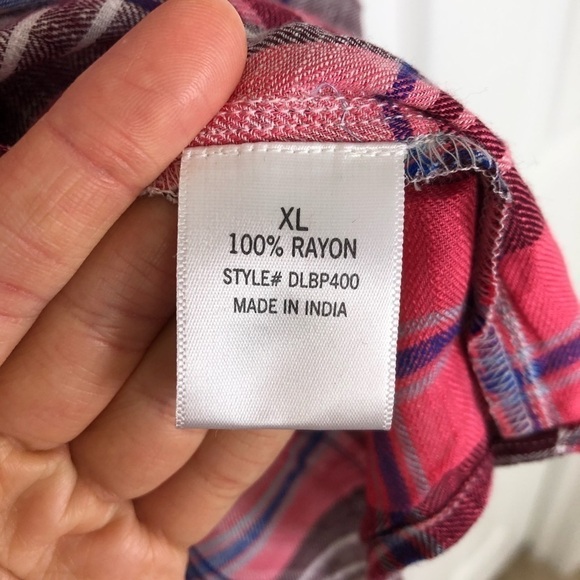 XL
100% RAYON
STYLE# DLBP400
MADE IN INDIA